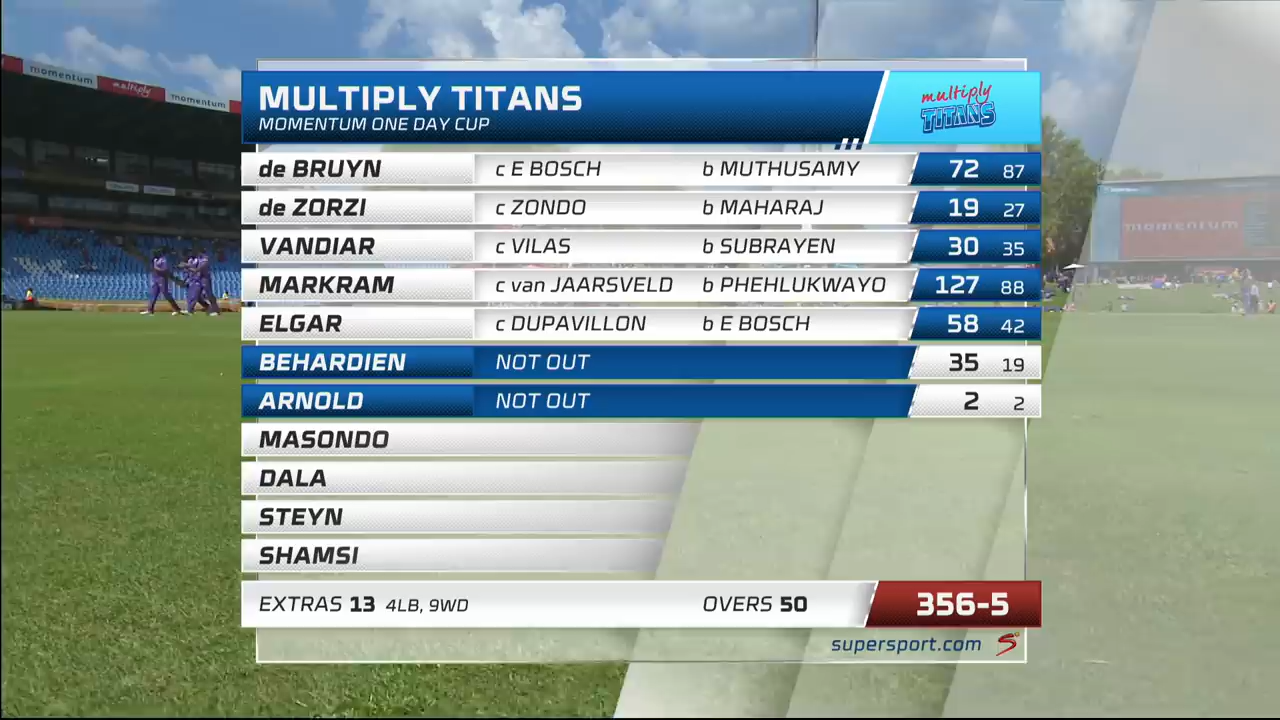 momentum multiply momentum
MULTIPLY TITANS
MOMENTUM ONE DAY CUP
multiply
TITANS
de BRUYN c E BOSCH b MUTHUSAMY 72 87
de ZORZI c ZONDO b MAHARAJ 19 27
VANDIAR c VILAS b SUBRAYEN 30 35
MARKRAM c van JAARSVELD b PHEHLUKWAYO 127 88
ELGAR c DUPAVILLON b E BOSCH 58 42
BEHARDIEN NOT OUT 35 19
ARNOLD NOT OUT 2 2
MASONDO
DALA
STEYN
SHAMSI
EXTRAS 13 4LB, 9WD OVERS 50 356-5
supersport.com S
momentum